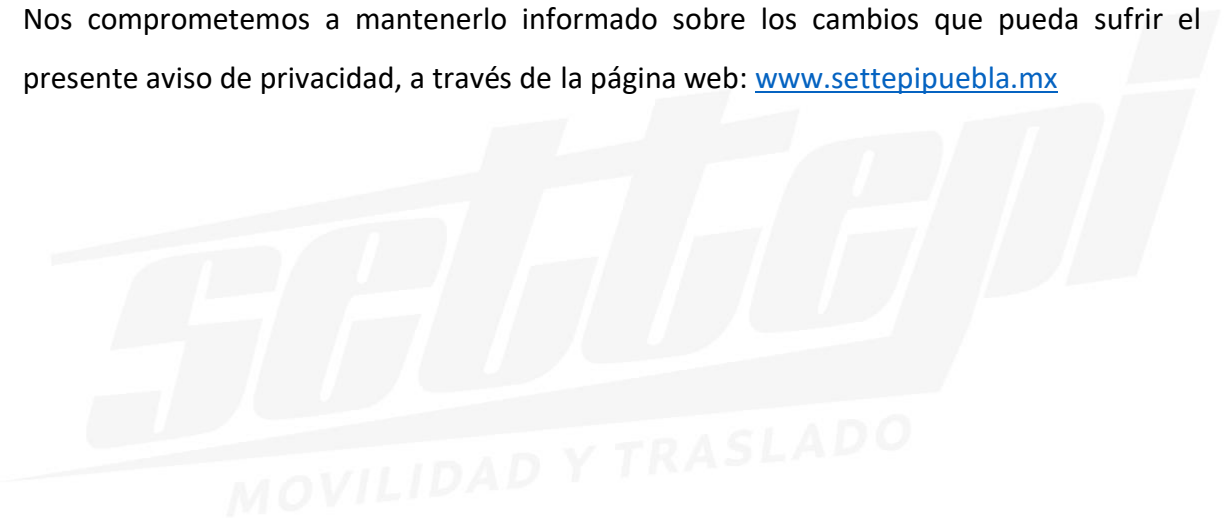 Nos comprometemos a mantenerlo informado sobre los cambios que pueda sufrir el
presente aviso de privacidad, a través de la página web: www.settepipuebla.mx
settepi
MOVILIDAD Y TRASLADO